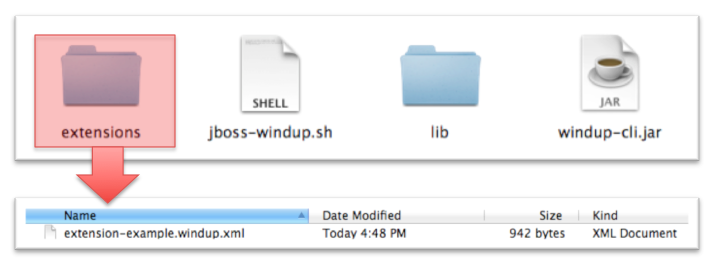 SHELL
JAR
extensions jboss-windup.sh lib windup-cli.jar
Name Date Modified Size Kind
extension-example.windup.xml Today 4:48 PM 942 bytes XML Document